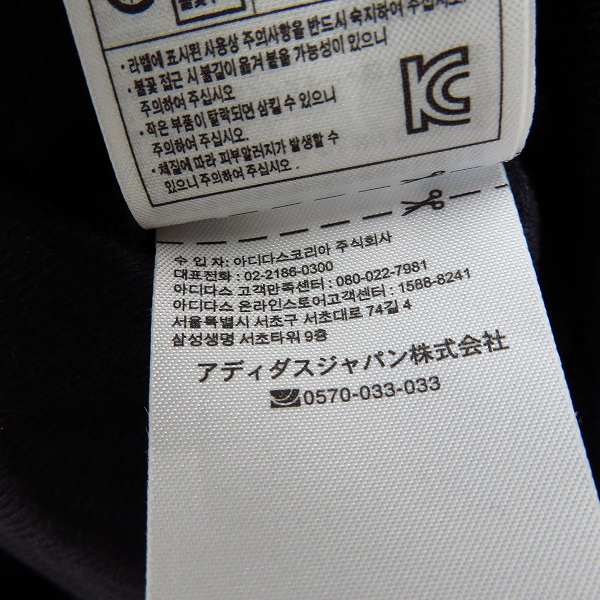 · 라벨에 표시된 사용상 주의사항을 반드시 숙지하여 주십시오
· 불꽃 접근 시 불길이 옮겨 붙을 가능성이 있으니
주의하여 주십시오
· 작은 부품이 탈락되면 삼킬 수 있으니
주의하여 주십시오
· 체질에 따라 피부알러지가 발생할 수
있으니 주의하여 주십시오
수 입 자: 아디다스코리아 주식회사
대표전화 : 02-2186-0300
아디다스 고객만족센터 : 080-022-7981
아디다스 온라인스토어고객센터 : 1588-8241
서울특별시 서초구 서초대로 74길 4
삼성생명 서초타워 9층
アディダスジャパン株式会社
0570-033-033